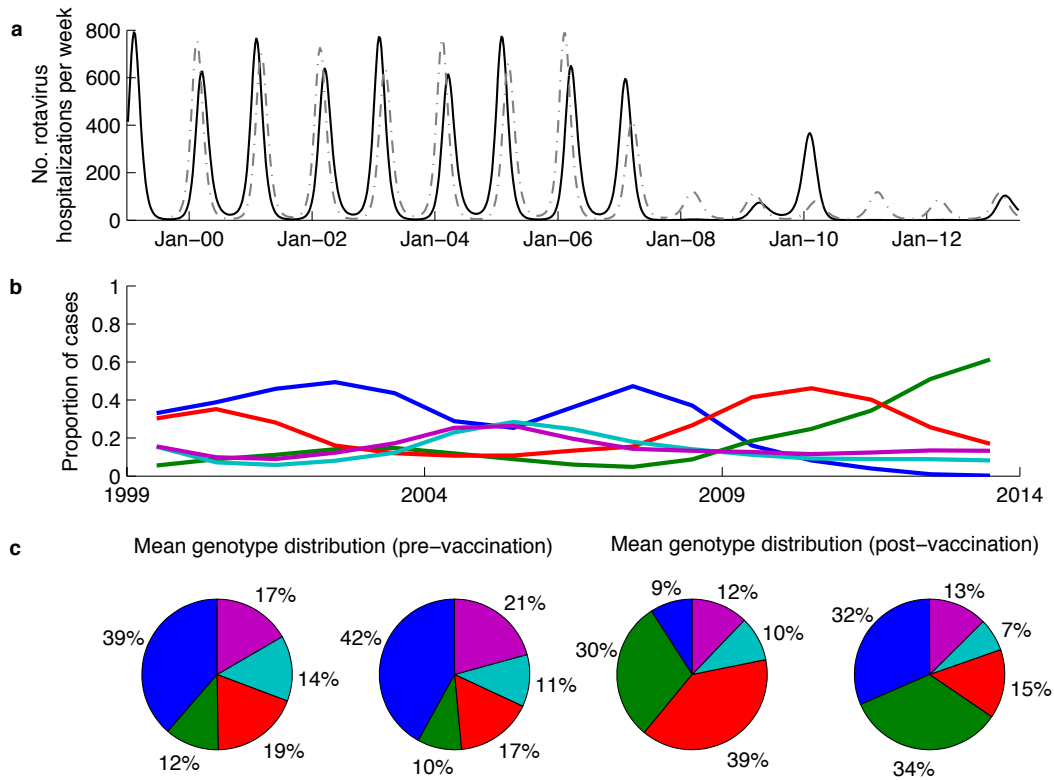 a
No. rotavirus
hospitalizations per week
800
600
400
200
0
Jan−00
Jan−02
Jan−04
Jan−06
Jan−08
Jan−10
Jan−12
b
Proportion of cases
1
0.8
0.6
0.4
0.2
0
1999
2004
2009
2014
c
Mean genotype distribution (pre−vaccination)
Mean genotype distribution (post−vaccination)
17%
39%
14%
12%
19%
21%
42%
11%
10%
17%
9%
12%
30%
10%
39%
13%
32%
7%
15%
34%